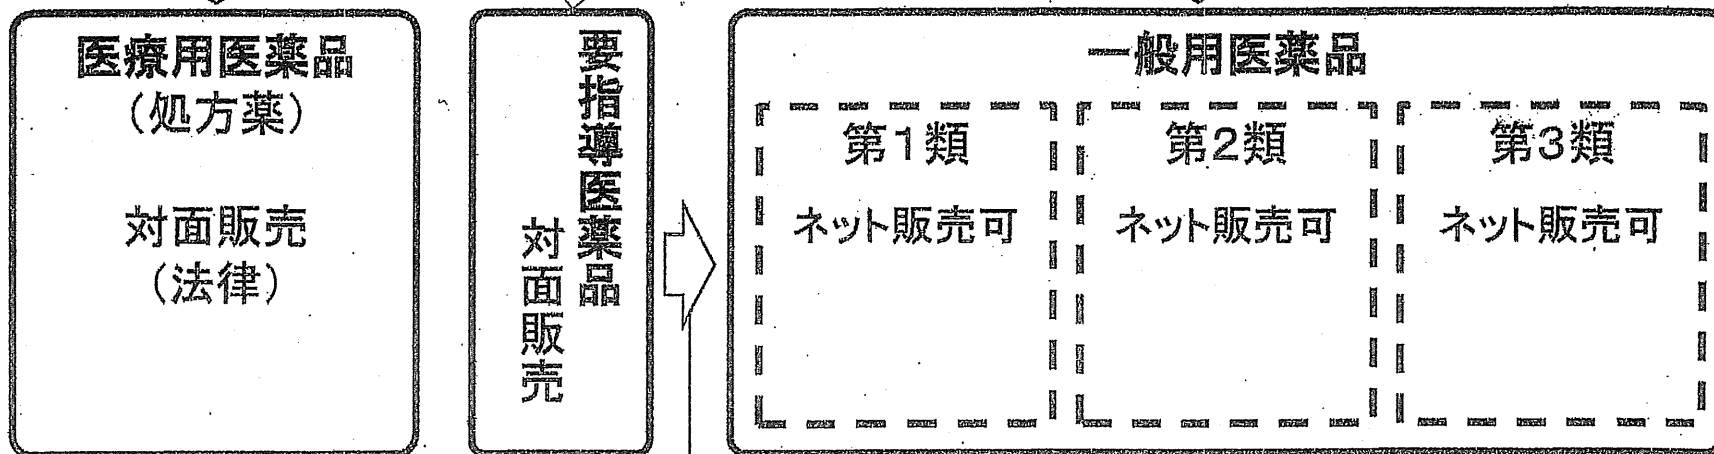 医療用医薬品
（処方薬）
対面販売
（法律）
要指導医薬品
対面販売
一般用医薬品
第1類
ネット販売可
第2類
ネット販売可
第3類
ネット販売可